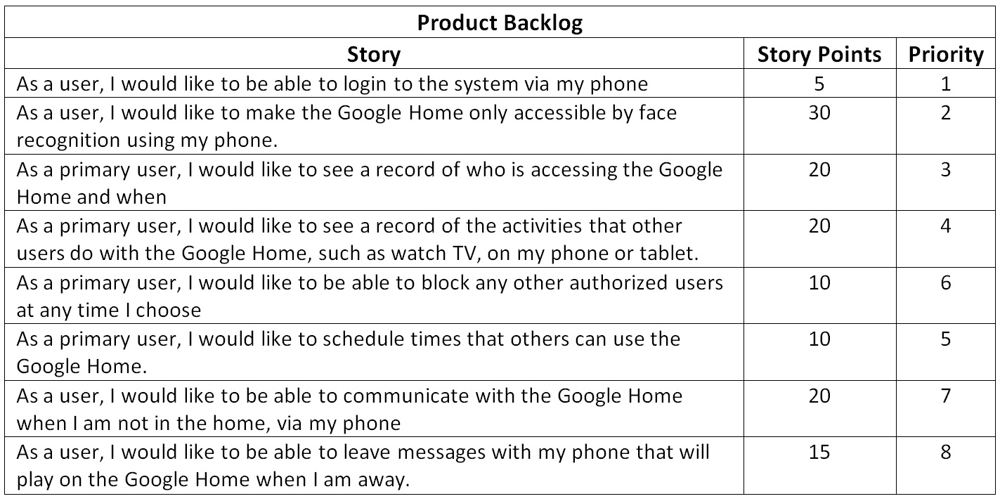 Product Backlog
Story Story Points Priority
As a user, I would like to be able to login to the system via my phone 5 1
As a user, I would like to make the Google Home only accessible by face 30 2
recognition using my phone.
As a primary user, I would like to see a record of who is accessing the Google 20 3
Home and when
As a primary user, I would like to see a record of the activities that other 20 4
users do with the Google Home, such as watch TV, on my phone or tablet.
As a primary user, I would like to be able to block any other authorized users 10 6
at any time I choose
As a primary user, I would like to schedule times that others can use the 10 5
Google Home.
As a user, I would like to be able to communicate with the Google Home 20 7
when I am not in the home, via my phone
As a user, I would like to be able to leave messages with my phone that will 15 8
play on the Google Home when I am away.